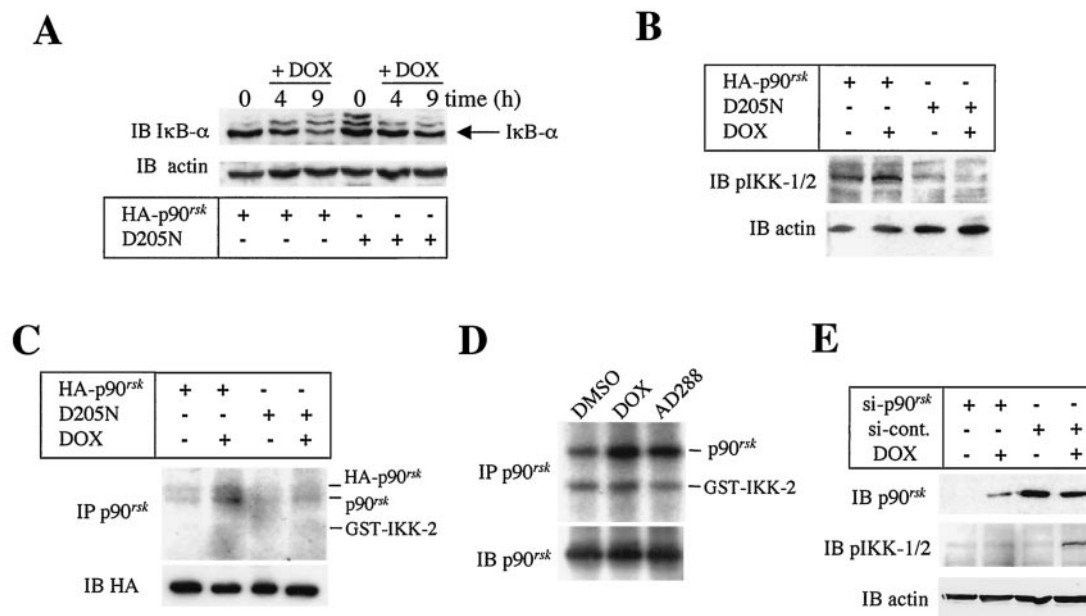 A
+ DOX + DOX
0 4 9 0 4 9 time (h)
IB IκB-α IκB-α
IB actin
HA-p90rsk + + + - - -
D205N - - - + + +
B
HA-p90rsk + + - -
D205N - - + +
DOX - + - +
IB pIKK-1/2
IB actin
C
HA-p90rsk + + - -
D205N - - + +
DOX - + - +
HA-p90rsk
IP p90rsk p90rsk
GST-IKK-2
IB HA
D
DMSO DOX AD288
p90rsk
IP p90rsk
GST-IKK-2
IB p90rsk
E
si-p90rsk + + - -
si-cont. - - + +
DOX - + - +
IB p90rsk
IB pIKK-1/2
IB actin